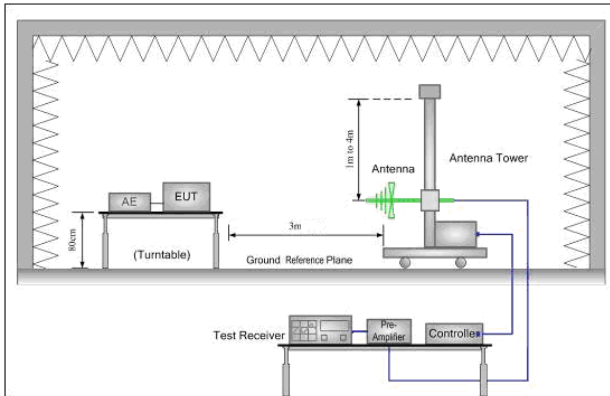 1m to 4m
Antenna
Antenna Tower
AE
EUT
80cm
(Turntable)
3m
Ground Reference Plane
Test Receiver
Pre-
Amplifier
Controller